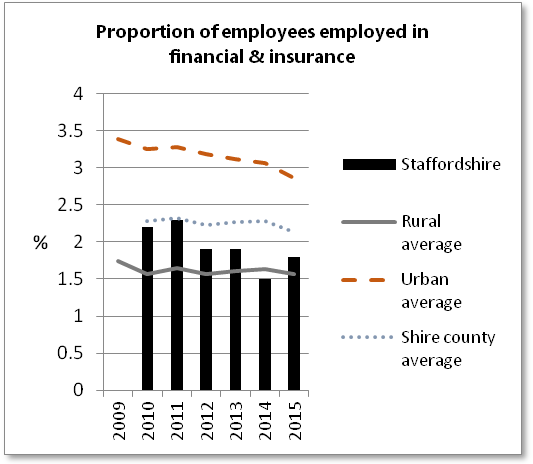 Proportion of employees employed in
financial & insurance
4
3.5
3
2.5
2
1.5
1
0.5
0
%
2009
2010
2011
2012
2013
2014
2015
Staffordshire
Rural
average
Urban
average
Shire county
average